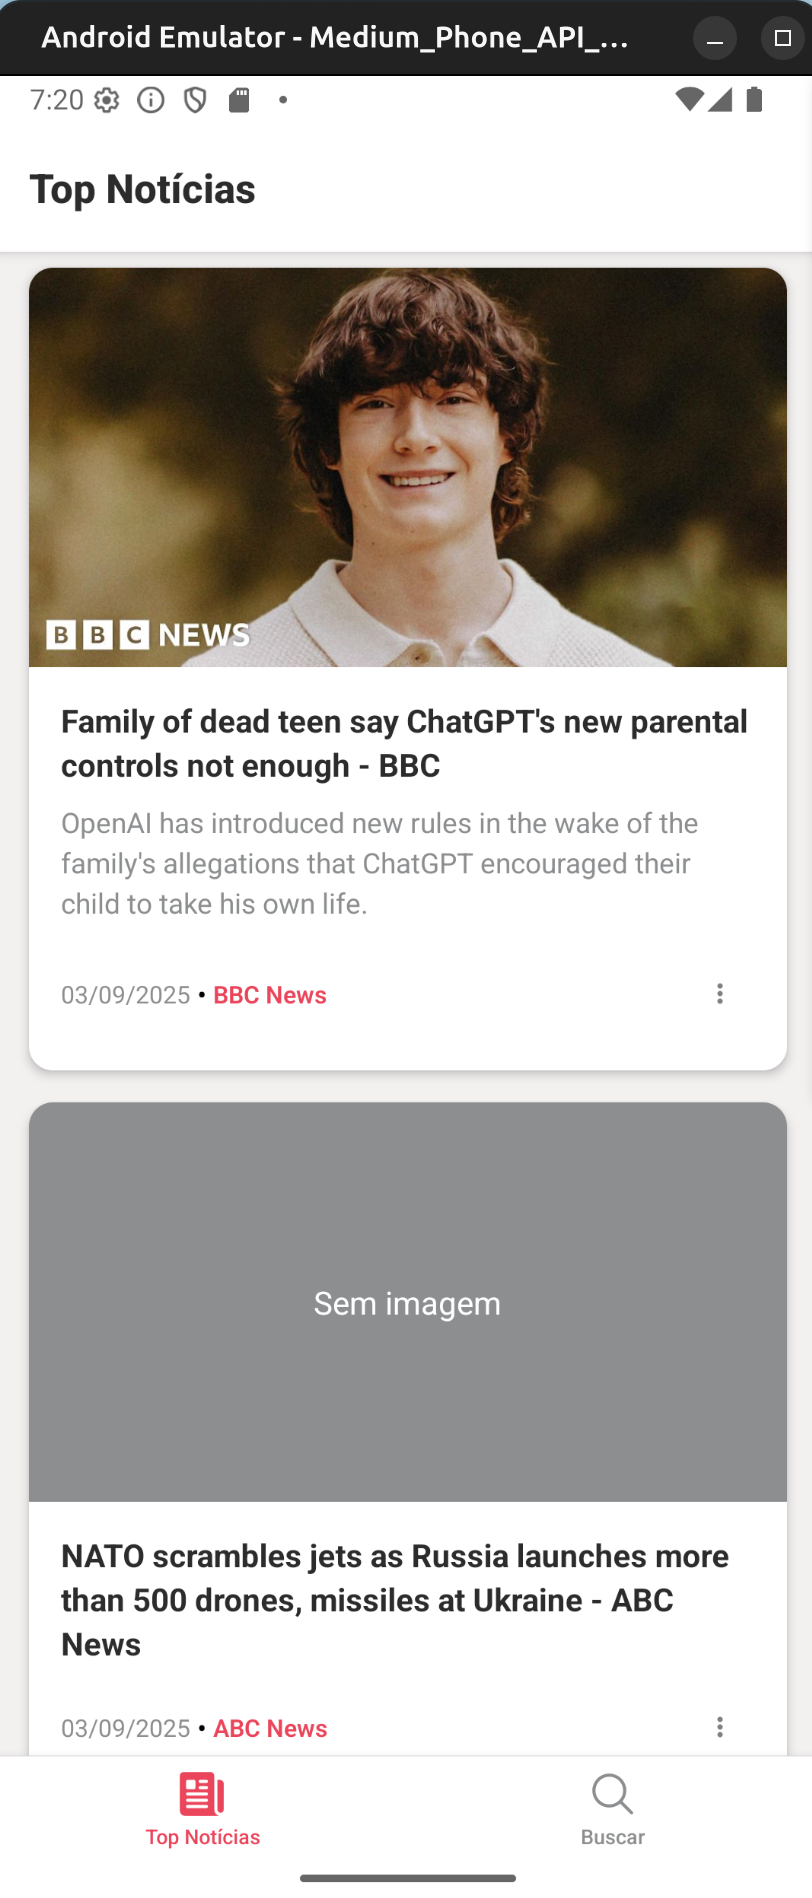 Android Emulator - Medium_Phone_API_...
7:20
Top Notícias
BBC NEWS
Family of dead teen say ChatGPT's new parental
controls not enough - BBC
OpenAI has introduced new rules in the wake of the
family's allegations that ChatGPT encouraged their
child to take his own life.
03/09/2025 • BBC News
Sem imagem
NATO scrambles jets as Russia launches more
than 500 drones, missiles at Ukraine - ABC
News
03/09/2025 • ABC News
Top Notícias
Buscar